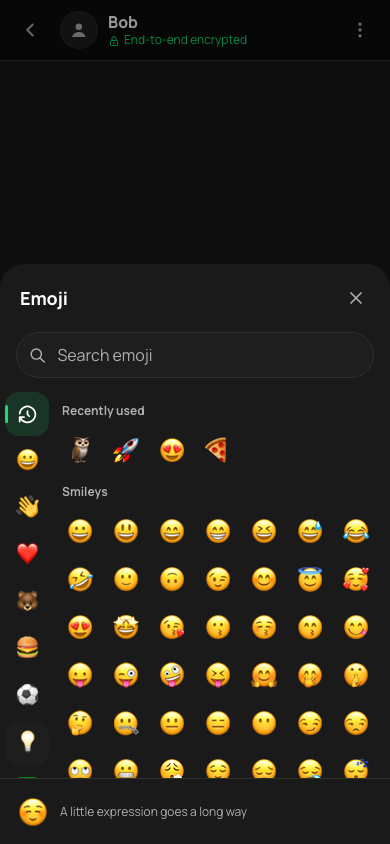 Bob
End-to-end encrypted
Emoji
Search emoji
Recently used
Smileys
A little expression goes a long way